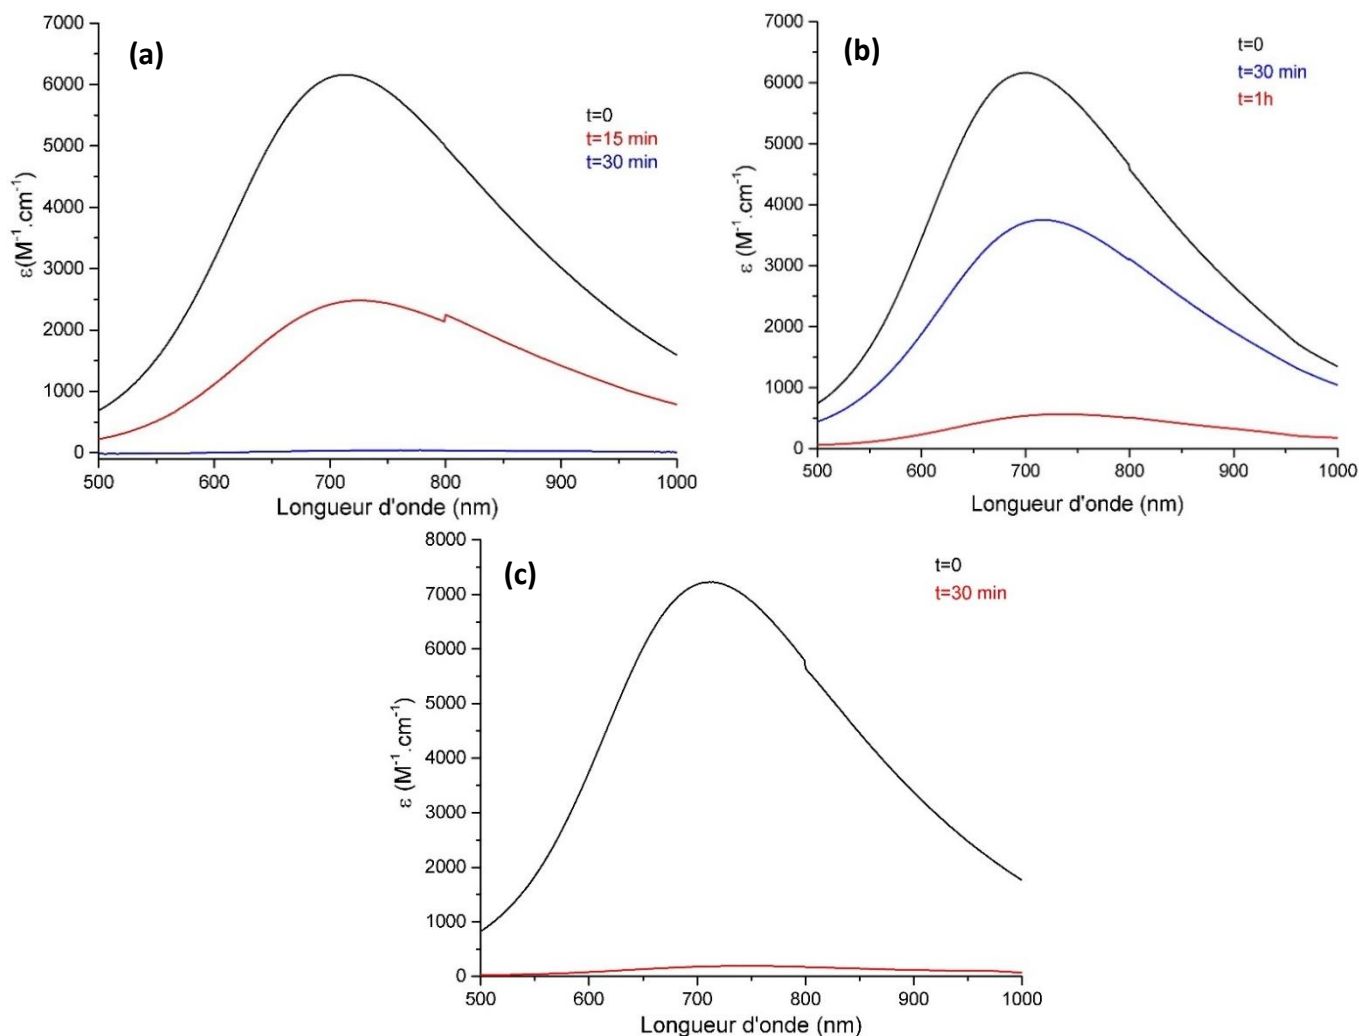 (a)
7000
6000
5000
4000
3000
2000
1000
0
ε(M⁻¹.cm⁻¹)
t=0
t=15 min
t=30 min
500 600 700 800 900 1000
Longueur d'onde (nm)
(b)
7000
6000
5000
4000
3000
2000
1000
0
ε (M⁻¹.cm⁻¹)
t=0
t=30 min
t=1h
500 600 700 800 900 1000
Longueur d'onde (nm)
(c)
8000
7000
6000
5000
4000
3000
2000
1000
0
ε (M⁻¹.cm⁻¹)
t=0
t=30 min
500 600 700 800 900 1000
Longueur d'onde (nm)